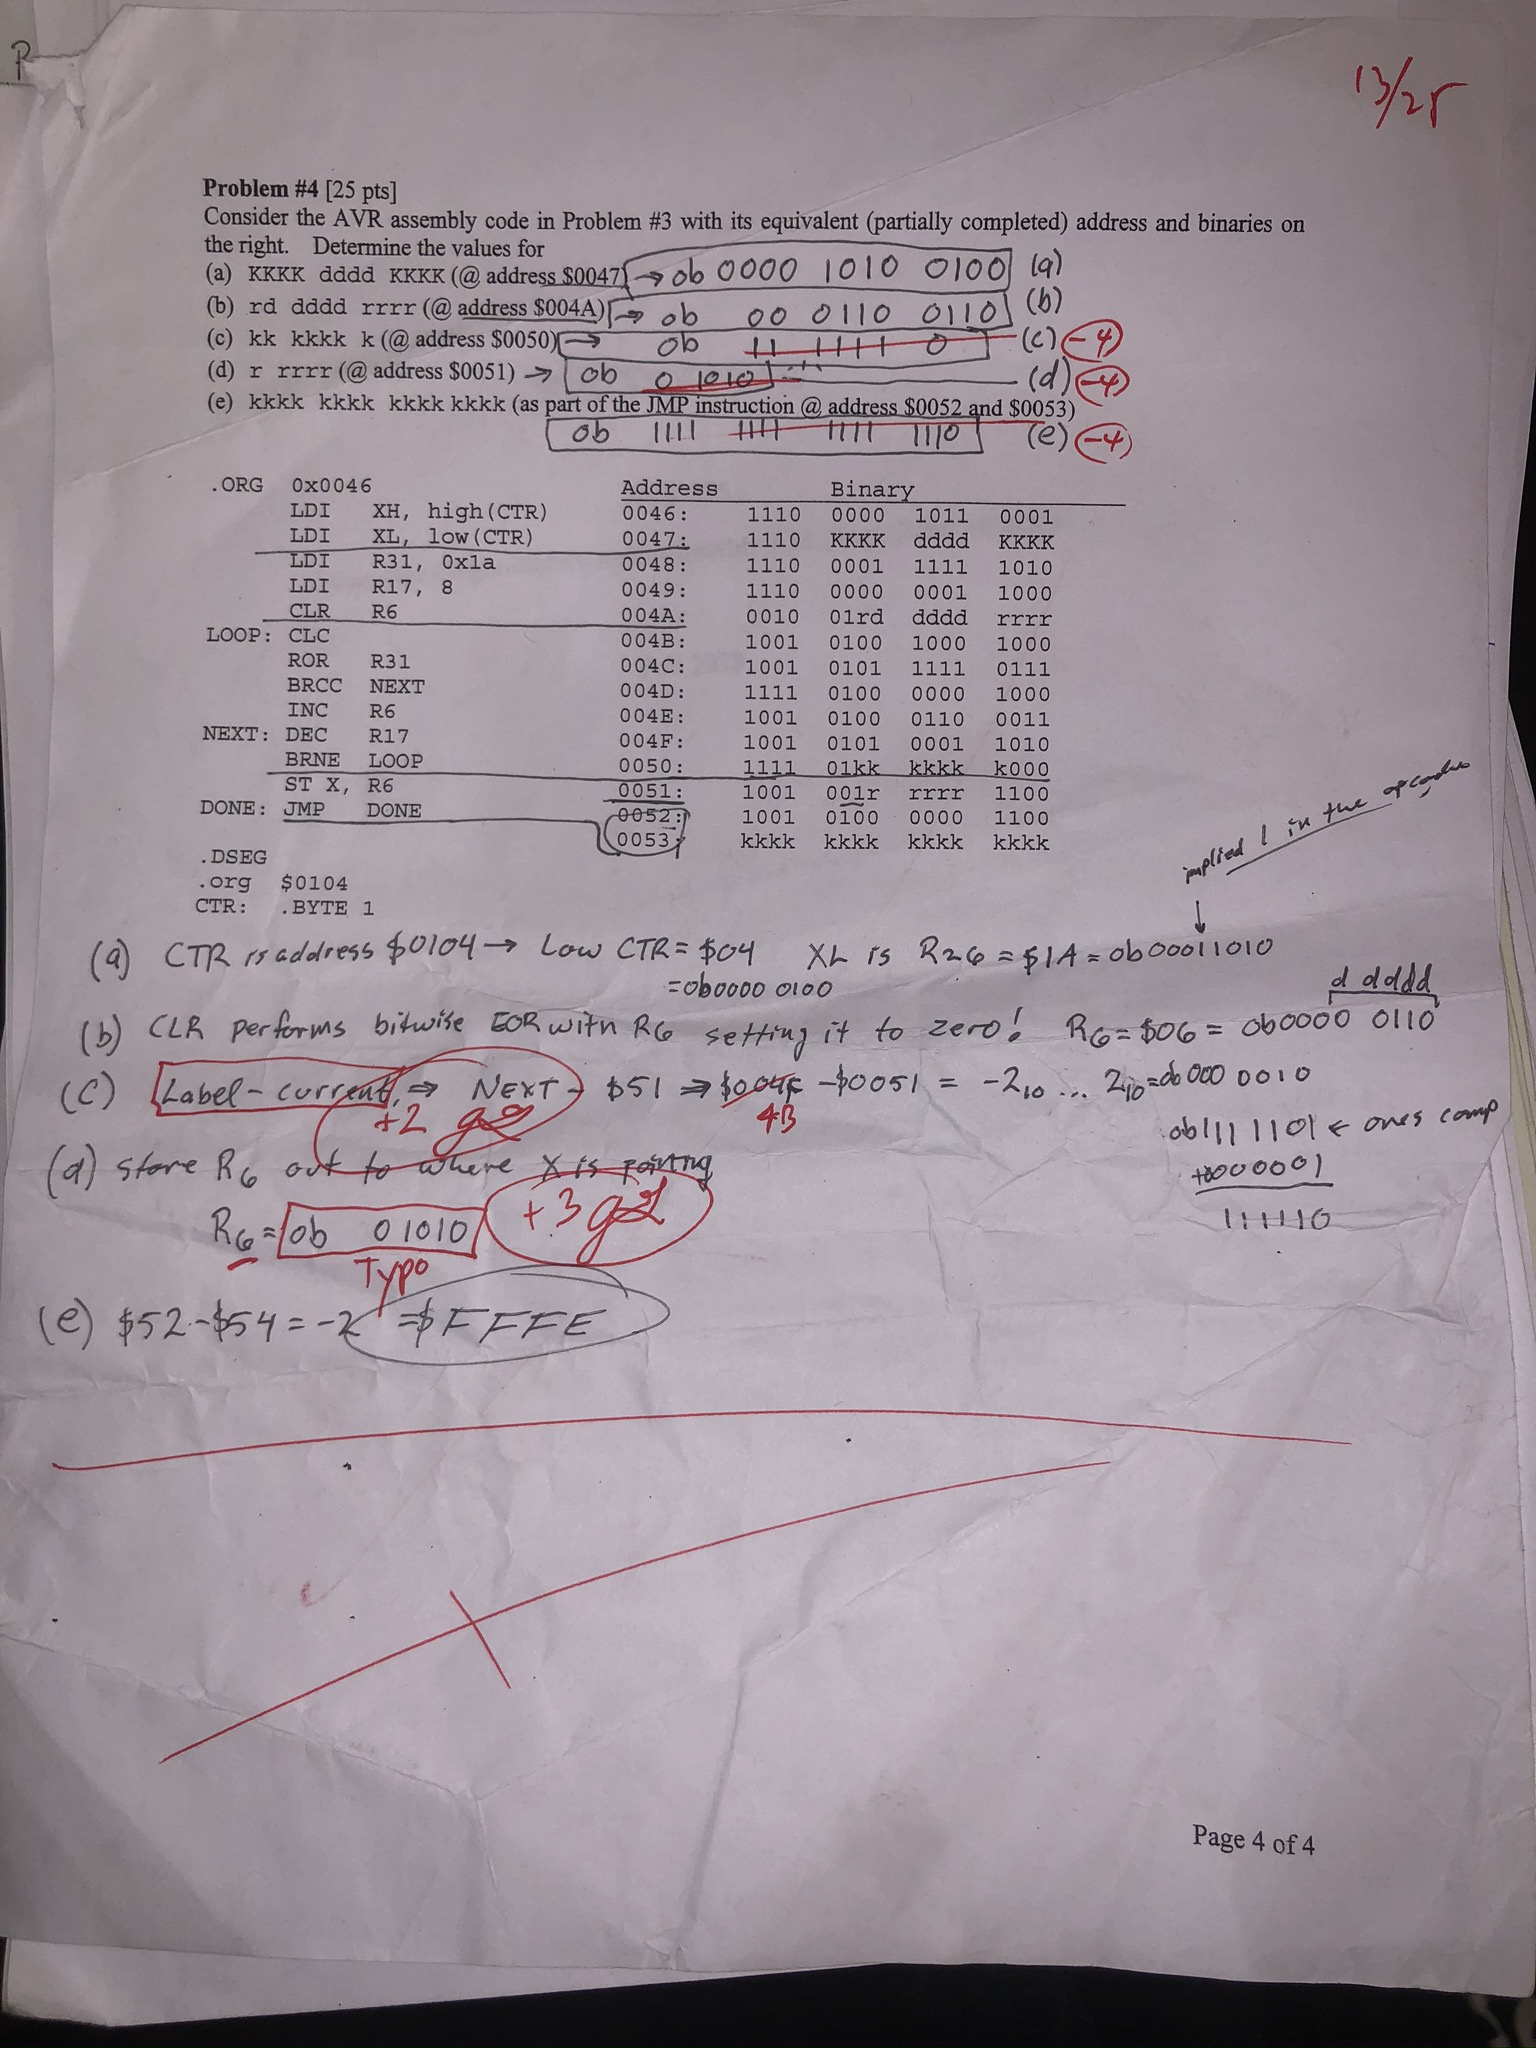 P
13/25
Problem #4 [25 pts]
Consider the AVR assembly code in Problem #3 with its equivalent (partially completed) address and binaries on
the right. Determine the values for
(a) KKKK dddd KKKK (@ address $0047) → 0b 0000 1010 0100 (a)
(b) rd dddd rrrr (@ address $004A) → 0b 00 0110 0110 (b)
(c) kk kkkk k (@ address $0050) → 0b 11 1111 0 (c) -4
(d) r rrrr (@ address $0051) → 0b 0 1010 (d) -4
(e) kkkk kkkk kkkk kkkk (as part of the JMP instruction @ address $0052 and $0053)
0b 1111 1111 1111 1110 (e) -4
.ORG 0x0046 Address Binary
LDI XH, high(CTR) 0046: 1110 0000 1011 0001
LDI XL, low(CTR) 0047: 1110 KKKK dddd KKKK
LDI R31, 0x1a 0048: 1110 0001 1111 1010
LDI R17, 8 0049: 1110 0000 0001 1000
CLR R6 004A: 0010 01rd dddd rrrr
LOOP: CLC 004B: 1001 0100 1000 1000
ROR R31 004C: 1001 0101 1111 0111
BRCC NEXT 004D: 1111 0100 0000 1000
INC R6 004E: 1001 0100 0110 0011
NEXT: DEC R17 004F: 1001 0101 0001 1010
BRNE LOOP 0050: 1111 01kk kkkk k000
ST X, R6 0051: 1001 001r rrrr 1100
DONE: JMP DONE 0052: 1001 0100 0000 1100
0053: kkkk kkkk kkkk kkkk
.DSEG
.org $0104
CTR: .BYTE 1
implied 1 in the opcodes
(a) CTR is address $0104 → Low CTR = $04 XL is R26 = $1A = 0b00011010
=0b0000 0100
d dddd
(b) CLR performs bitwise EOR with R6 setting it to zero! R6 = $06 = 0b0000 0110
(c) Label - current, ⇒ NEXT - $51 ⇒ $004F - $0051 = -2₁₀ ... 2₁₀=0b000 0010
+2 4B
0b111 1101 ← ones comp
+000001
111110
(d) store R6 out to where X is pointing
R6 = 0b 01010 +3
Typo
(e) $52-$54 = -2 = $FFFE
Page 4 of 4